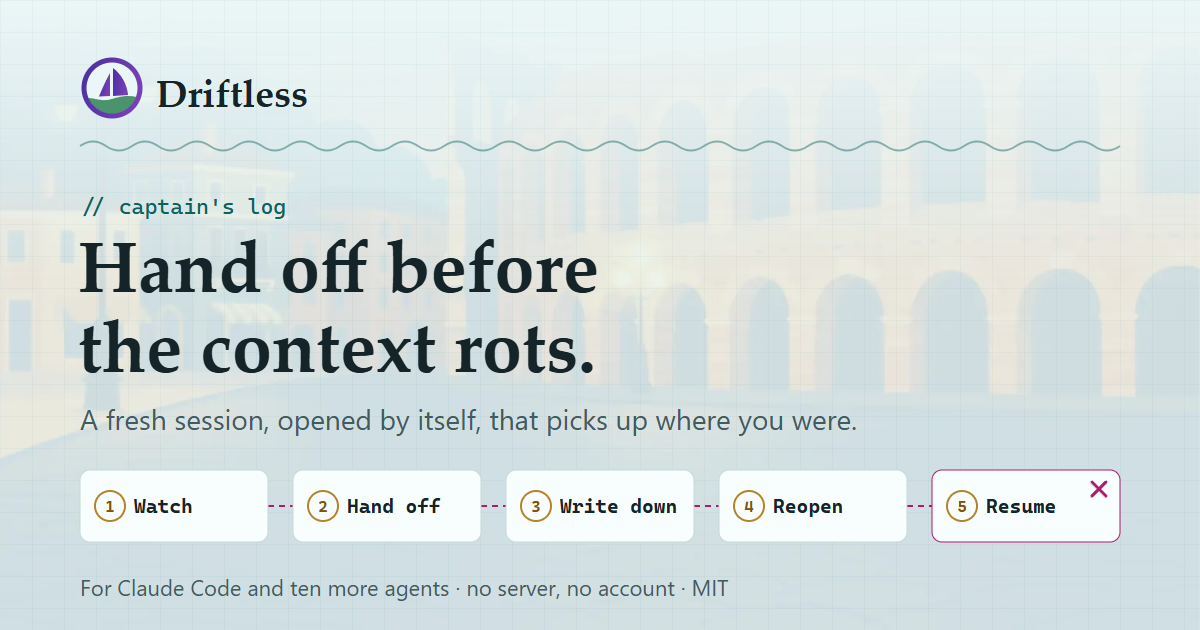 Driftless
// captain's log
Hand off before
the context rots.
A fresh session, opened by itself, that picks up where you were.
1 Watch
2 Hand off
3 Write down
4 Reopen
5 Resume
For Claude Code and ten more agents · no server, no account · MIT